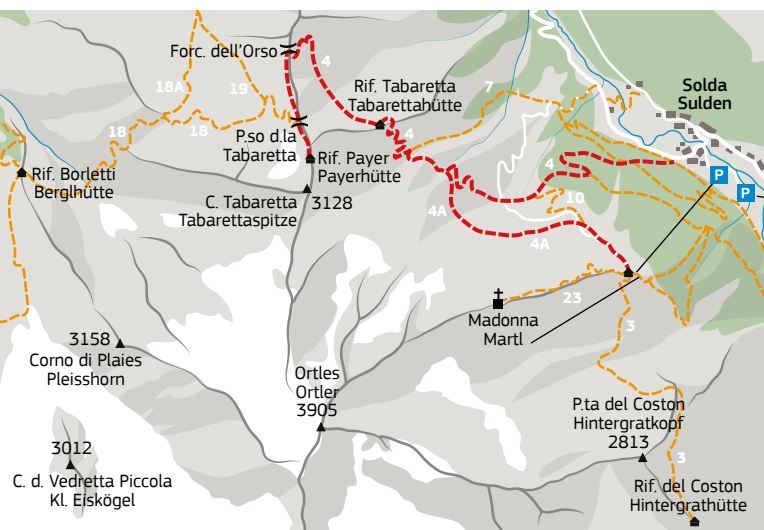 Forc. dell'Orso
4
18A
19
Rif. Tabaretta
Tabarettahütte
7
Solda
Sulden
18
18
P.so d.la
Tabaretta
4
Rif. Payer
Payerhütte
P
P
Rif. Borletti
Berglhütte
C. Tabaretta
Tabarettaspitze
3128
4
10
4A
4A
23
Madonna
Martl
3
3158
Corno di Plaies
Pleisshorn
Ortles
Ortler
3905
P.ta del Coston
Hintergratkopf
2813
3012
C. d. Vedretta Piccola
Kl. Eiskögel
3
Rif. del Coston
Hintergrathütte